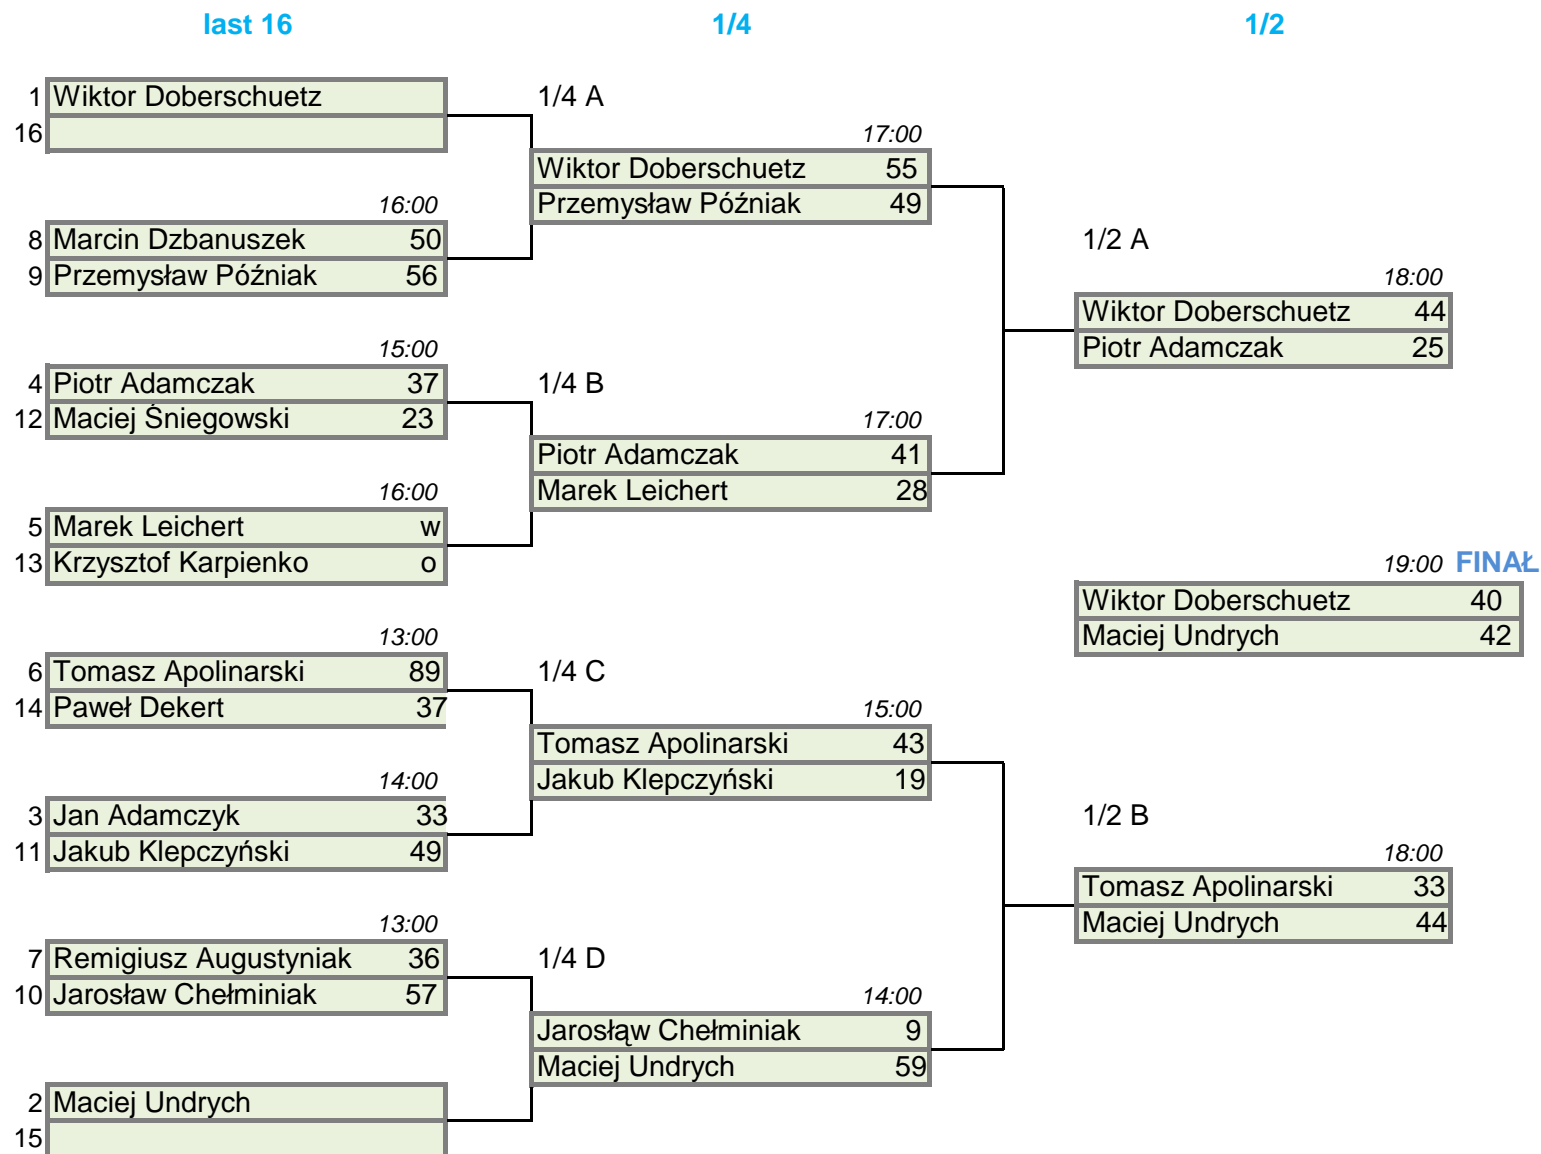 last 16 1/4 1/2
1 Wiktor Doberschuetz
16
1/4 A
17:00
Wiktor Doberschuetz 55
Przemysław Późniak 49
16:00
8 Marcin Dzbanuszek 50
9 Przemysław Późniak 56
1/2 A
18:00
Wiktor Doberschuetz 44
Piotr Adamczak 25
15:00
4 Piotr Adamczak 37
12 Maciej Śniegowski 23
1/4 B
17:00
Piotr Adamczak 41
Marek Leichert 28
16:00
5 Marek Leichert w
13 Krzysztof Karpienko o
19:00 FINAŁ
Wiktor Doberschuetz 40
Maciej Undrych 42
13:00
6 Tomasz Apolinarski 89
14 Paweł Dekert 37
1/4 C
15:00
Tomasz Apolinarski 43
Jakub Klepczyński 19
14:00
3 Jan Adamczyk 33
11 Jakub Klepczyński 49
1/2 B
18:00
Tomasz Apolinarski 33
Maciej Undrych 44
13:00
7 Remigiusz Augustyniak 36
10 Jarosław Chełminiak 57
1/4 D
14:00
Jarosłąw Chełminiak 9
Maciej Undrych 59
2 Maciej Undrych
15